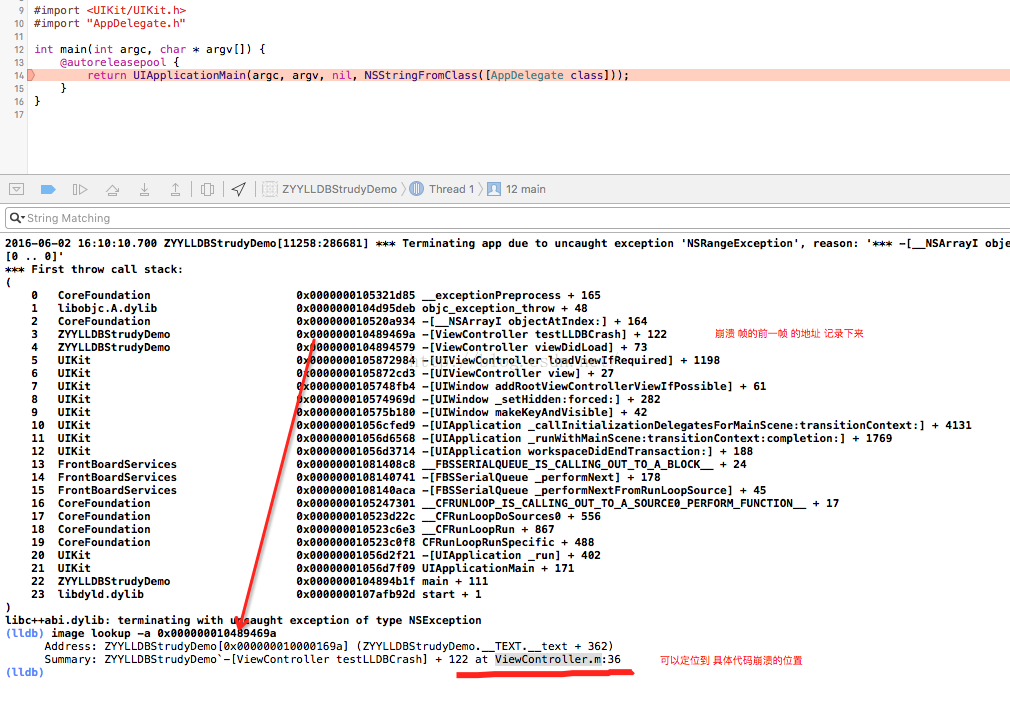 9 #import <UIKit/UIKit.h>
10 #import "AppDelegate.h"
11
12 int main(int argc, char * argv[]) {
13 @autoreleasepool {
14 return UIApplicationMain(argc, argv, nil, NSStringFromClass([AppDelegate class]));
15 }
16 }
17
ZYYLLDBStrudyDemo Thread 1 12 main
String Matching
2016-06-02 16:10:10.700 ZYYLLDBStrudyDemo[11258:286681] *** Terminating app due to uncaught exception 'NSRangeException', reason: '*** -[__NSArrayI obje
[0 .. 0]'
*** First throw call stack:
(
0 CoreFoundation 0x0000000105321d85 __exceptionPreprocess + 165
1 libobjc.A.dylib 0x0000000104d95deb objc_exception_throw + 48
2 CoreFoundation 0x000000010520a934 -[__NSArrayI objectAtIndex:] + 164
3 ZYYLLDBStrudyDemo 0x000000010489469a -[ViewController testLLDBCrash] + 122 崩溃 帧的前一帧 的地址 记录下来
4 ZYYLLDBStrudyDemo 0x0000000104894579 -[ViewController viewDidLoad] + 73
5 UIKit 0x0000000105872984 -[UIViewController loadViewIfRequired] + 1198
6 UIKit 0x0000000105872cd3 -[UIViewController view] + 27
7 UIKit 0x0000000105748fb4 -[UIWindow addRootViewControllerViewIfPossible] + 61
8 UIKit 0x000000010574969d -[UIWindow _setHidden:forced:] + 282
9 UIKit 0x000000010575b180 -[UIWindow makeKeyAndVisible] + 42
10 UIKit 0x00000001056cfed9 -[UIApplication _callInitializationDelegatesForMainScene:transitionContext:] + 4131
11 UIKit 0x00000001056d6568 -[UIApplication _runWithMainScene:transitionContext:completion:] + 1769
12 UIKit 0x00000001056d3714 -[UIApplication workspaceDidEndTransaction:] + 188
13 FrontBoardServices 0x00000001081408c8 __FBSSERIALQUEUE_IS_CALLING_OUT_TO_A_BLOCK__ + 24
14 FrontBoardServices 0x0000000108140741 -[FBSSerialQueue _performNext] + 178
15 FrontBoardServices 0x0000000108140aca -[FBSSerialQueue _performNextFromRunLoopSource] + 45
16 CoreFoundation 0x0000000105247301 __CFRUNLOOP_IS_CALLING_OUT_TO_A_SOURCE0_PERFORM_FUNCTION__ + 17
17 CoreFoundation 0x000000010523d22c __CFRunLoopDoSources0 + 556
18 CoreFoundation 0x000000010523c6e3 __CFRunLoopRun + 867
19 CoreFoundation 0x000000010523c0f8 CFRunLoopRunSpecific + 488
20 UIKit 0x00000001056d2f21 -[UIApplication _run] + 402
21 UIKit 0x00000001056d7f09 UIApplicationMain + 171
22 ZYYLLDBStrudyDemo 0x0000000104894b1f main + 111
23 libdyld.dylib 0x0000000107afb92d start + 1
)
libc++abi.dylib: terminating with uncaught exception of type NSException
(lldb) image lookup -a 0x000000010489469a
Address: ZYYLLDBStrudyDemo[0x000000010000169a] (ZYYLLDBStrudyDemo.__TEXT.__text + 362)
Summary: ZYYLLDBStrudyDemo`-[ViewController testLLDBCrash] + 122 at ViewController.m:36 可以定位到 具体代码崩溃的位置
(lldb)